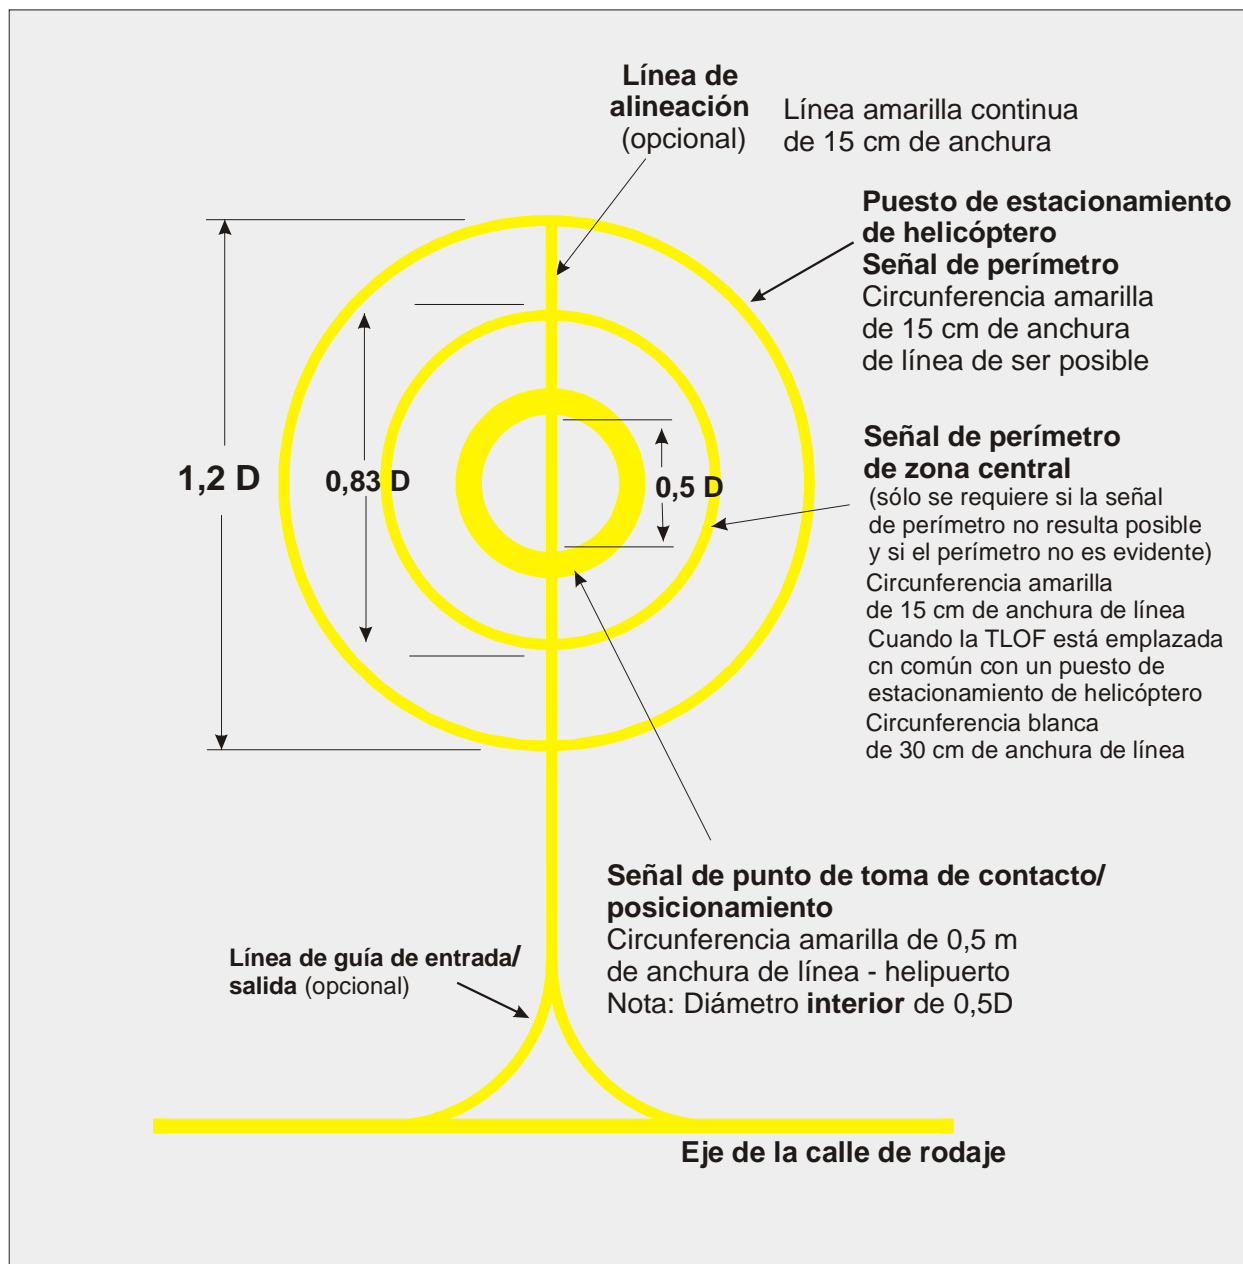 Línea de
alineación
(opcional)
Línea amarilla continua
de 15 cm de anchura
Puesto de estacionamiento
de helicóptero
Señal de perímetro
Circunferencia amarilla
de 15 cm de anchura
de línea de ser posible
1,2 D
0,83 D
0,5 D
Señal de perímetro
de zona central
(sólo se requiere si la señal
de perímetro no resulta posible
y si el perímetro no es evidente)
Circunferencia amarilla
de 15 cm de anchura de línea
Cuando la TLOF está emplazada
cn común con un puesto de
estacionamiento de helicóptero
Circunferencia blanca
de 30 cm de anchura de línea
Señal de punto de toma de contacto/
posicionamiento
Circunferencia amarilla de 0,5 m
de anchura de línea - helipuerto
Nota: Diámetro interior de 0,5D
Línea de guía de entrada/
salida (opcional)
Eje de la calle de rodaje